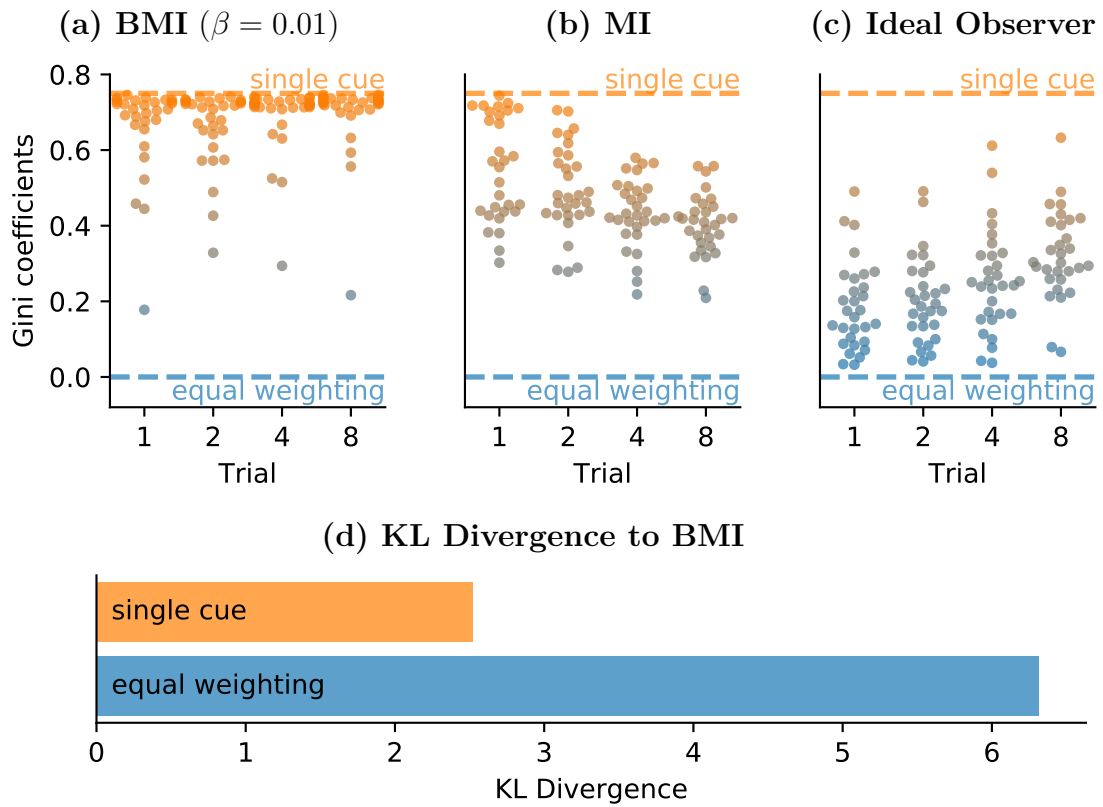 (a) BMI (β = 0.01)
(b) MI
(c) Ideal Observer
Gini coefficients
0.8
0.6
0.4
0.2
0.0
single cue
equal weighting
1 2 4 8
Trial
single cue
equal weighting
1 2 4 8
Trial
single cue
equal weighting
1 2 4 8
Trial
(d) KL Divergence to BMI
single cue
equal weighting
0 1 2 3 4 5 6
KL Divergence